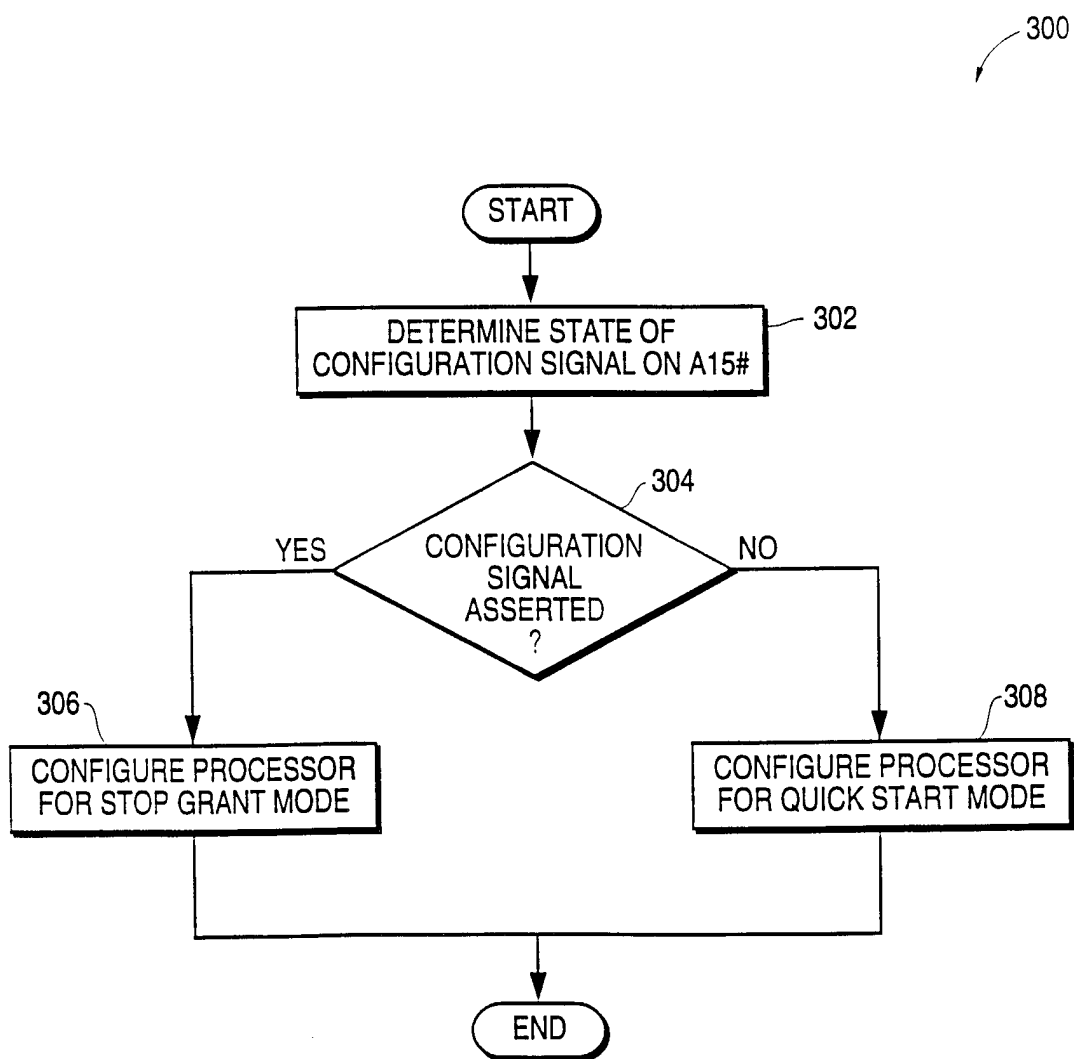 300
START
DETERMINE STATE OF
CONFIGURATION SIGNAL ON A15#
302
304
YES
CONFIGURATION
SIGNAL
ASSERTED
?
NO
306
CONFIGURE PROCESSOR
FOR STOP GRANT MODE
308
CONFIGURE PROCESSOR
FOR QUICK START MODE
END